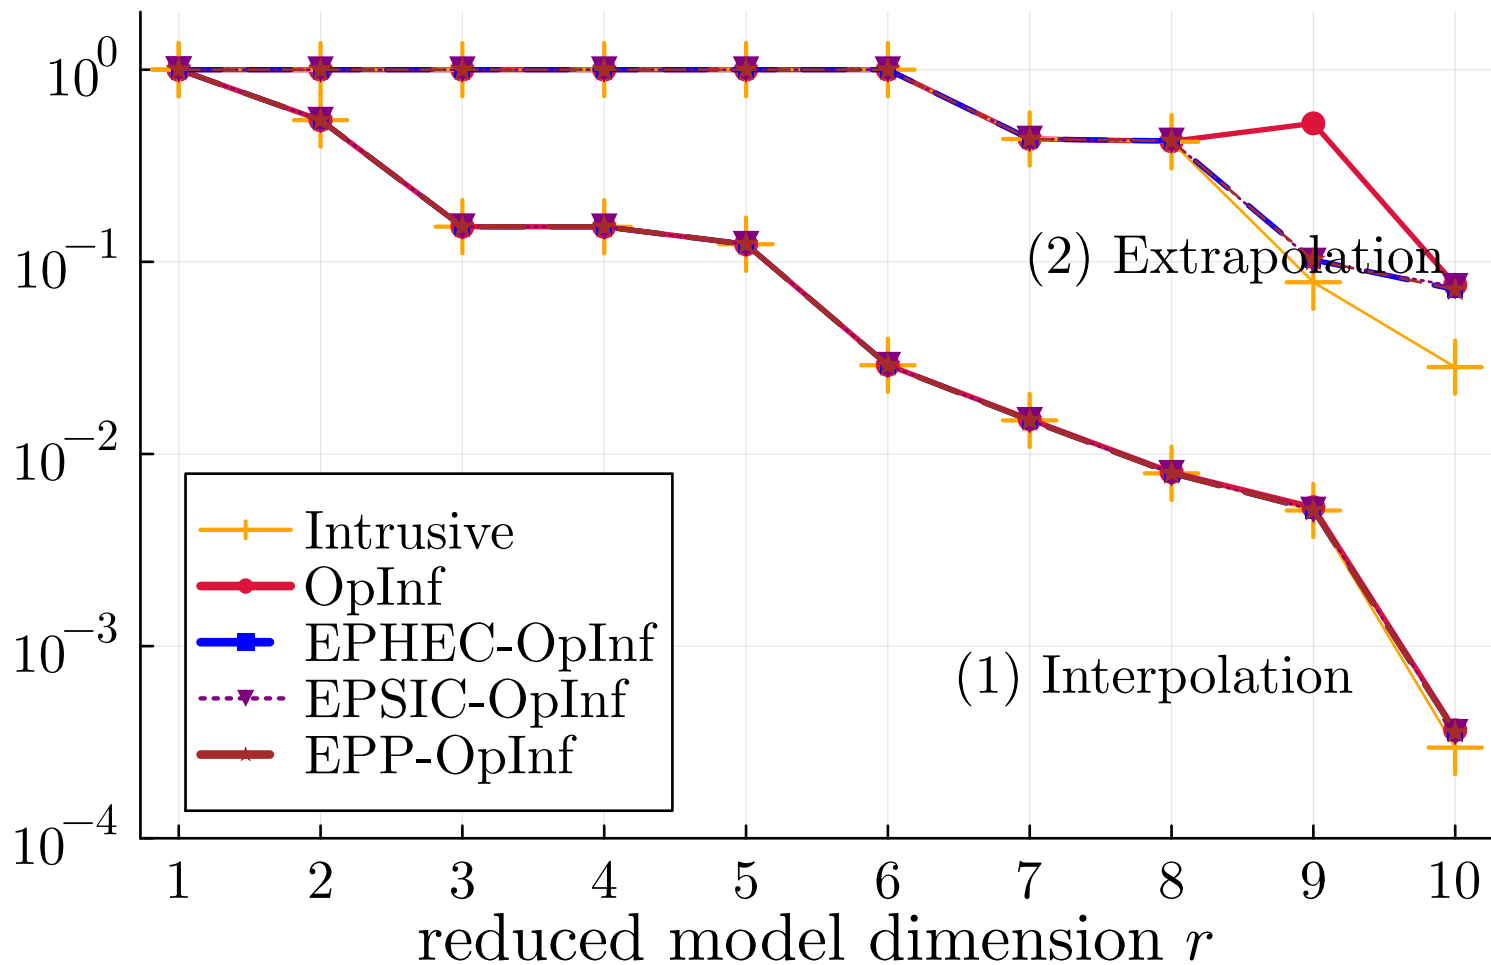 10^0
10^{-1}
(2) Extrapolation
10^{-2}
Intrusive
OpInf
EPHEC-OpInf
EPSIC-OpInf
EPP-OpInf
10^{-3}
(1) Interpolation
10^{-4}
1 2 3 4 5 6 7 8 9 10
reduced model dimension r